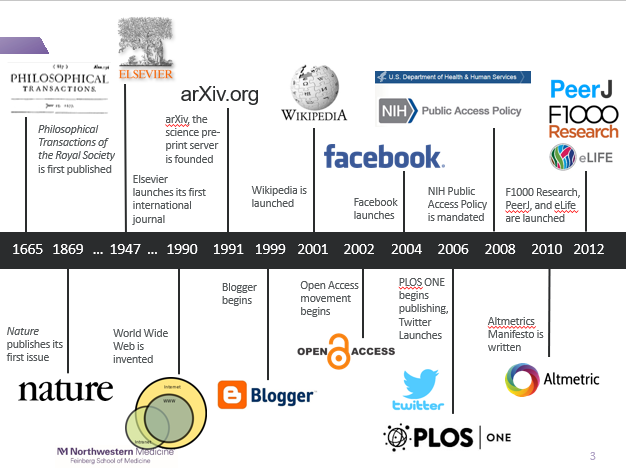 ( 817 )
PHILOSOPHICAL
TRANSACTIONS.
Philosophical
Transactions of
the Royal Society
is first published
ELSEVIER
Elsevier
launches its first
international
journal
arXiv.org
arXiv, the
science pre-
print server
is founded
WIKIPEDIA
Wikipedia is
launched
facebook.
Facebook
launches
U.S. Department of Health & Human Services
NIH Public Access Policy
NIH Public
Access Policy
is mandated
PeerJ
F1000
Research
eLIFE
F1000 Research,
PeerJ, and eLife
are launched
1665 1869 ... 1947 ... 1990 1991 1999 2001 2002 2004 2006 2008 2010 2012
Nature
publishes its
first issue
nature
World Wide
Web is
invented
Internet
WWW
Intranet
Blogger
begins
Blogger™
Open Access
movement
begins
OPEN ACCESS
PLOS ONE
begins
publishing,
Twitter
Launches
twitter
PLOS ONE
Altmetrics
Manifesto is
written
Altmetric
Northwestern Medicine
Feinberg School of Medicine
3